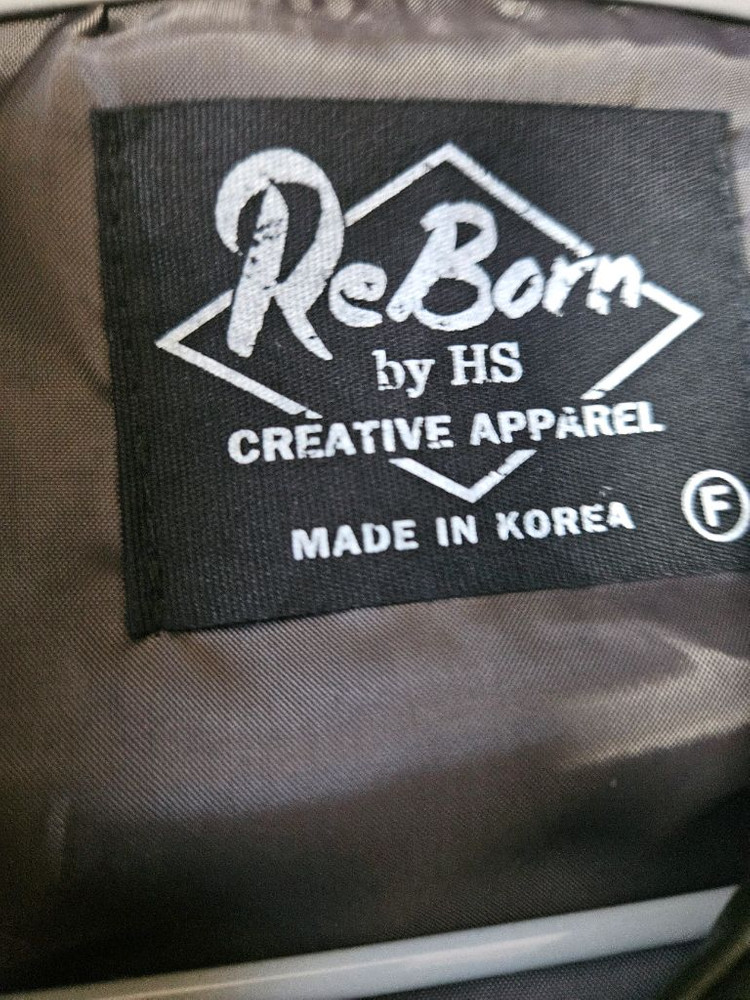 ReBorn
by HS
CREATIVE APPAREL
MADE IN KOREA
F